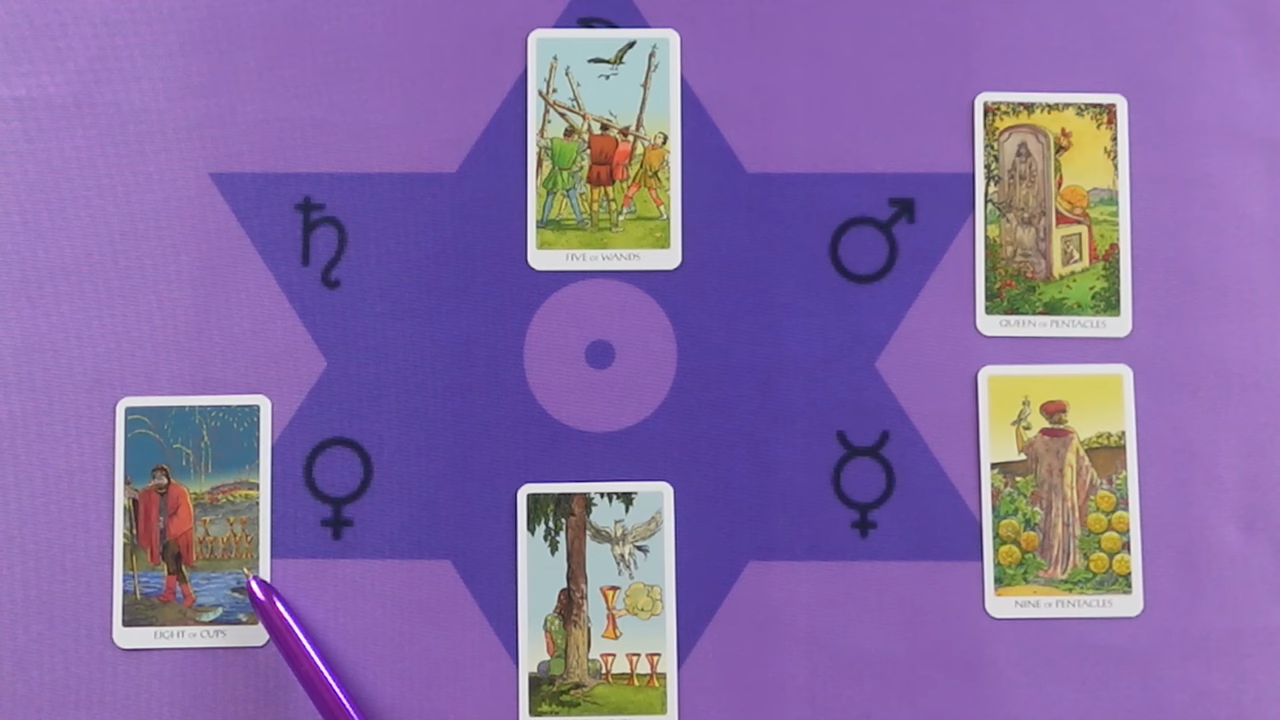 FIVE OF WANDS
QUEEN OF PENTACLES
NINE OF PENTACLES
EIGHT OF CUPS